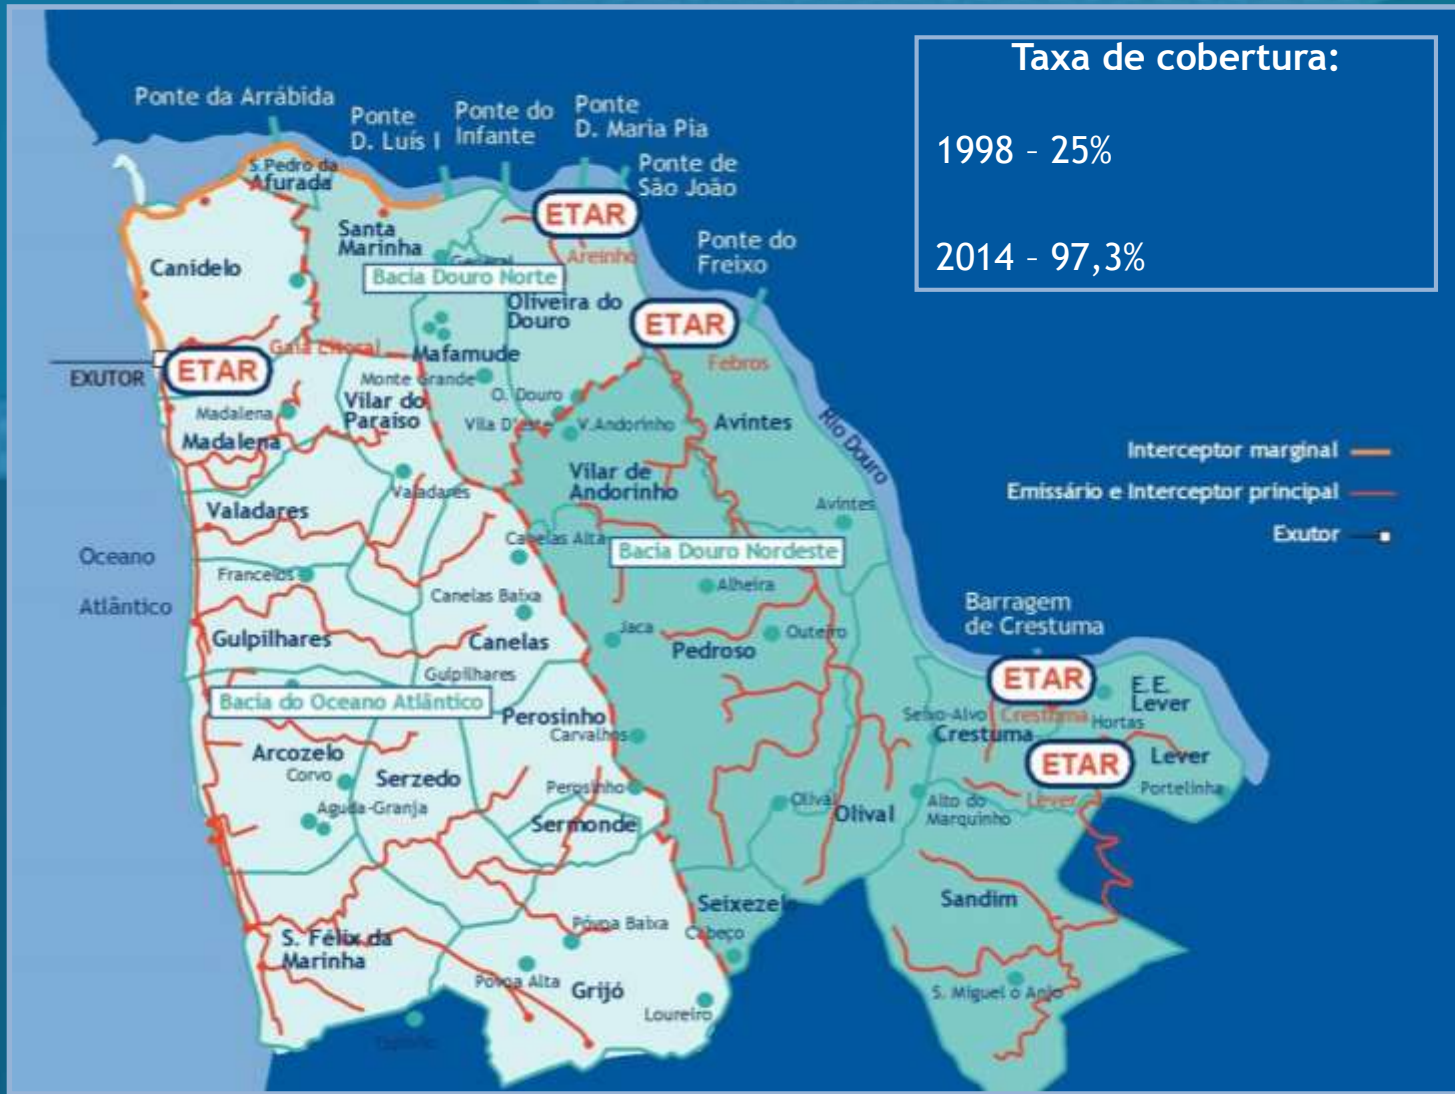 Taxa de cobertura:
1998 – 25%
2014 – 97,3%
Ponte da Arrábida
Ponte
D. Luís I
Ponte do
Infante
Ponte
D. Maria Pia
Ponte de
São João
Ponte do
Freixo
S.Pedro da
Afurada
Santa
Marinha
ETAR
Areinho
Canidelo
Bacia Douro Norte
Oliveira do
Douro
ETAR
Febros
Gaia Litoral
Mafamude
EXUTOR
ETAR
Monte Grande
O. Douro
Madalena
Vilar do
Paraíso
Vila D'este
V.Andorinho
Avintes
Rio Douro
Madalena
Interceptor marginal
Vilar de
Andorinho
Valadares
Emissário e Interceptor principal
Valadares
Avintes
Exutor
Canelas Alta
Bacia Douro Nordeste
Oceano
Atlântico
Francelos
Alheira
Canelas Baixa
Barragem
de Crestuma
Gulpilhares
Canelas
Jaca
Outeiro
Pedroso
Gulpilhares
ETAR
E.E.
Lever
Bacia do Oceano Atlântico
Perosinho
Carvalhos
Seixo-Alvo
Crestuma
Hortas
Crestuma
Arcozelo
Corvo
Serzedo
ETAR
Lever
Portelinha
Perosinho
Aguda-Granja
Lever
Sermonde
Olival
Olival
Alto do
Marquinho
Sandim
Seixezelo
Cabeço
S. Félix da
Marinha
Póvoa Baixa
Póvoa Alta
Grijó
Loureiro
S. Miguel o Anjo